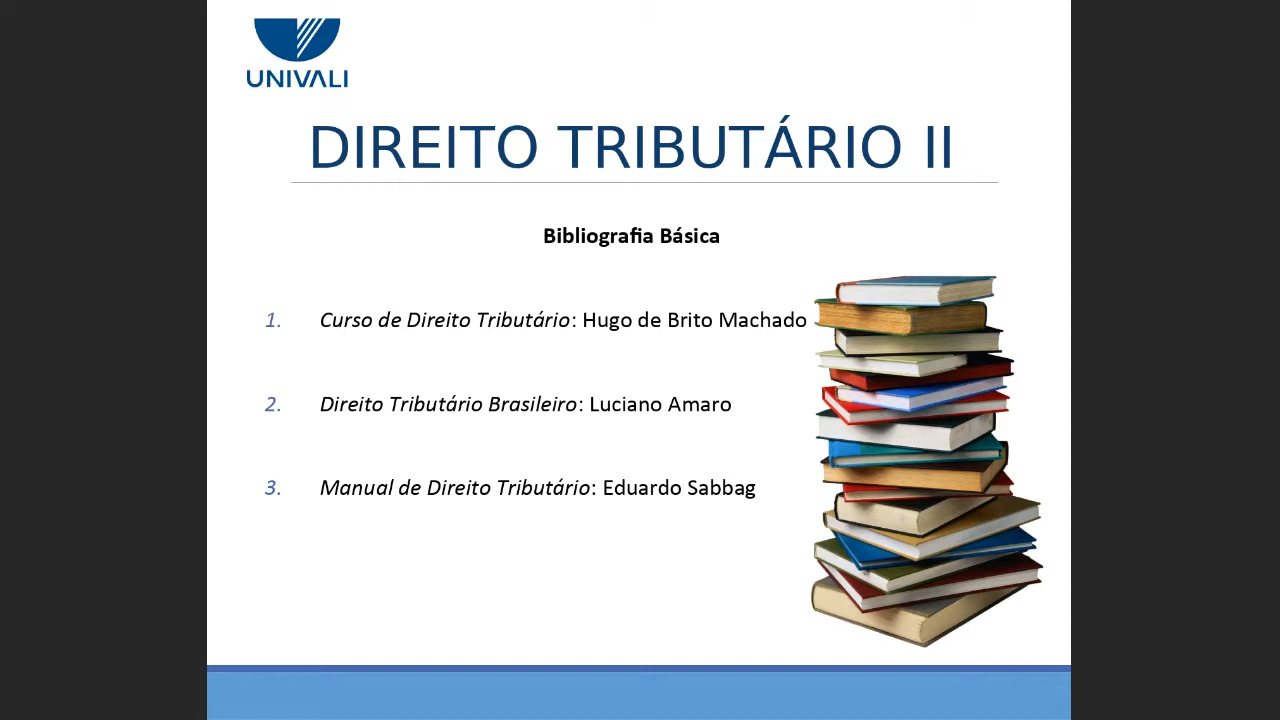 UNIVALI
DIREITO TRIBUTÁRIO II
Bibliografia Básica
1. Curso de Direito Tributário: Hugo de Brito Machado
2. Direito Tributário Brasileiro: Luciano Amaro
3. Manual de Direito Tributário: Eduardo Sabbag